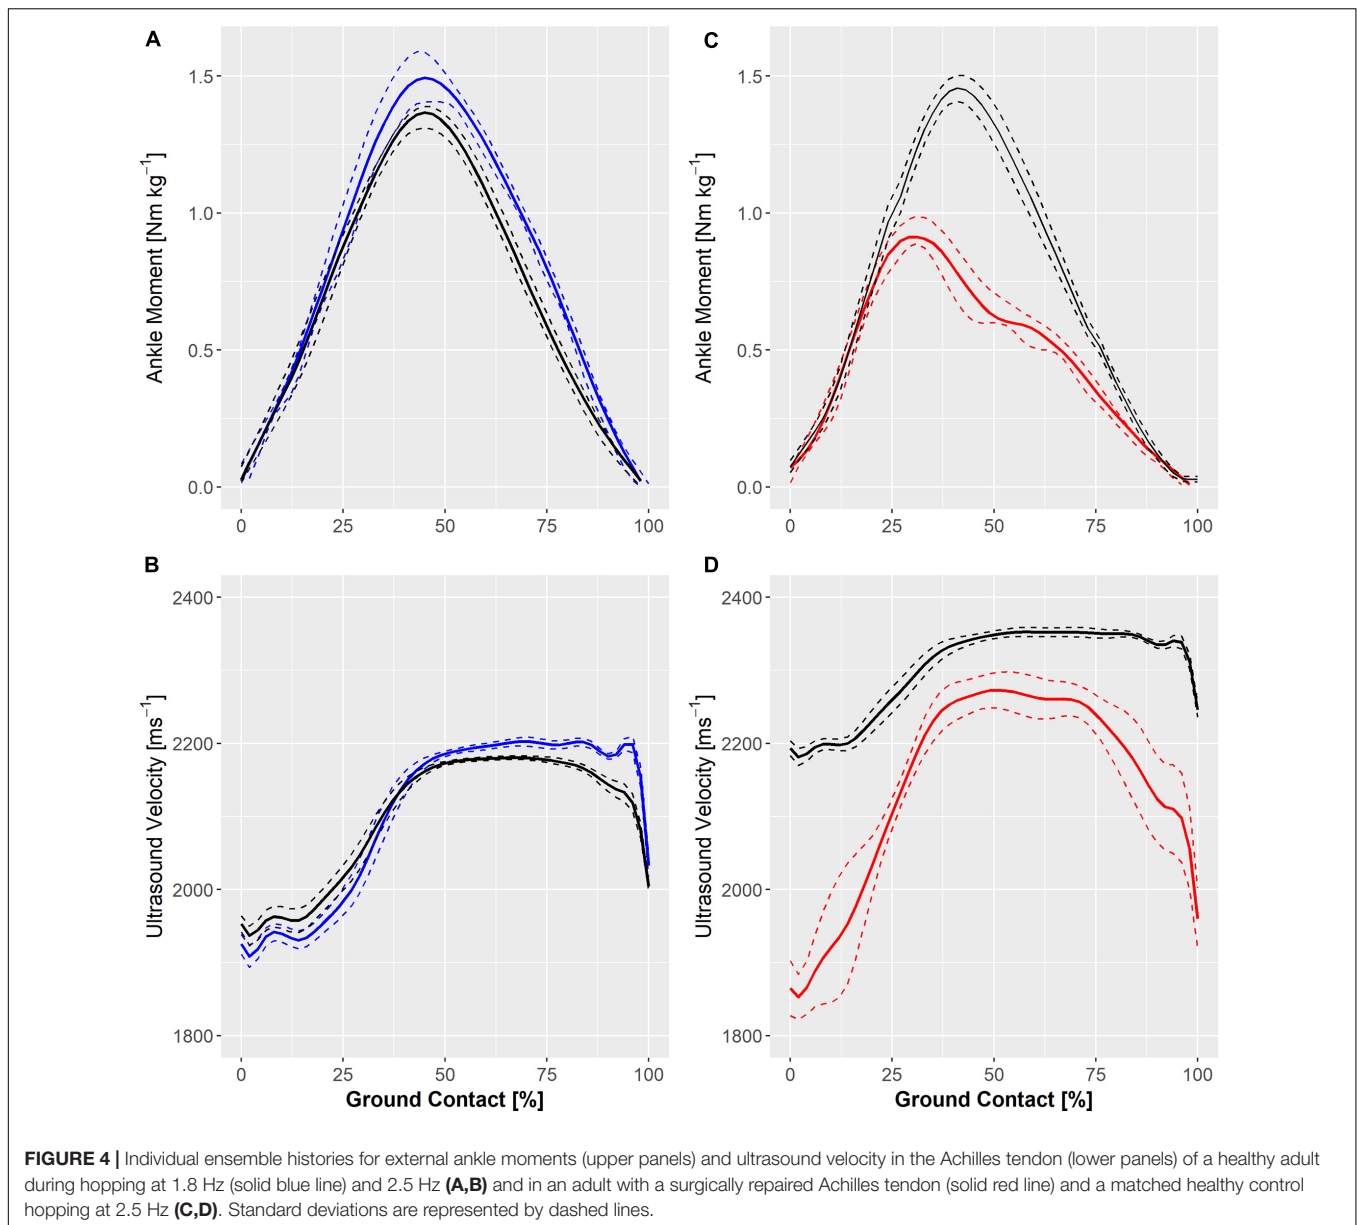 A
1.5
1.0
0.5
0.0
Ankle Moment [Nm kg⁻¹]
0 25 50 75 100
C
1.5
1.0
0.5
0.0
Ankle Moment [Nm kg⁻¹]
0 25 50 75 100
B
2400
2200
2000
1800
Ultrasound Velocity [ms⁻¹]
0 25 50 75 100
Ground Contact [%]
D
2400
2200
2000
1800
Ultrasound Velocity [ms⁻¹]
0 25 50 75 100
Ground Contact [%]
FIGURE 4 | Individual ensemble histories for external ankle moments (upper panels) and ultrasound velocity in the Achilles tendon (lower panels) of a healthy adult
during hopping at 1.8 Hz (solid blue line) and 2.5 Hz (A,B) and in an adult with a surgically repaired Achilles tendon (solid red line) and a matched healthy control
hopping at 2.5 Hz (C,D). Standard deviations are represented by dashed lines.